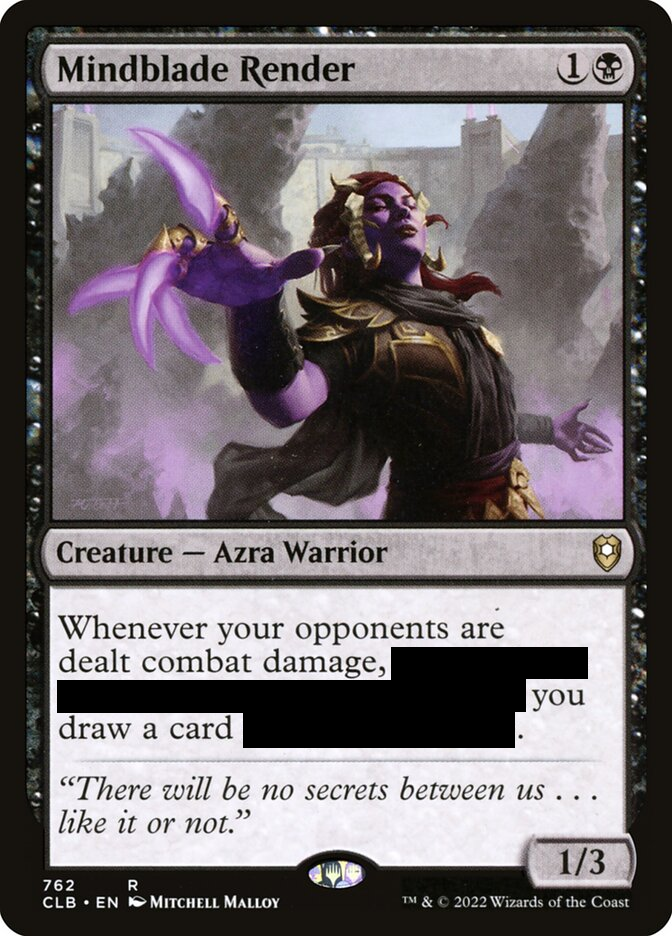 Mindblade Render 1
Creature — Azra Warrior
Whenever your opponents are
dealt combat damage,
you
draw a card .
“There will be no secrets between us . . .
like it or not.”
1/3
762 R
CLB • EN Mitchell Malloy
™ & © 2022 Wizards of the Coast